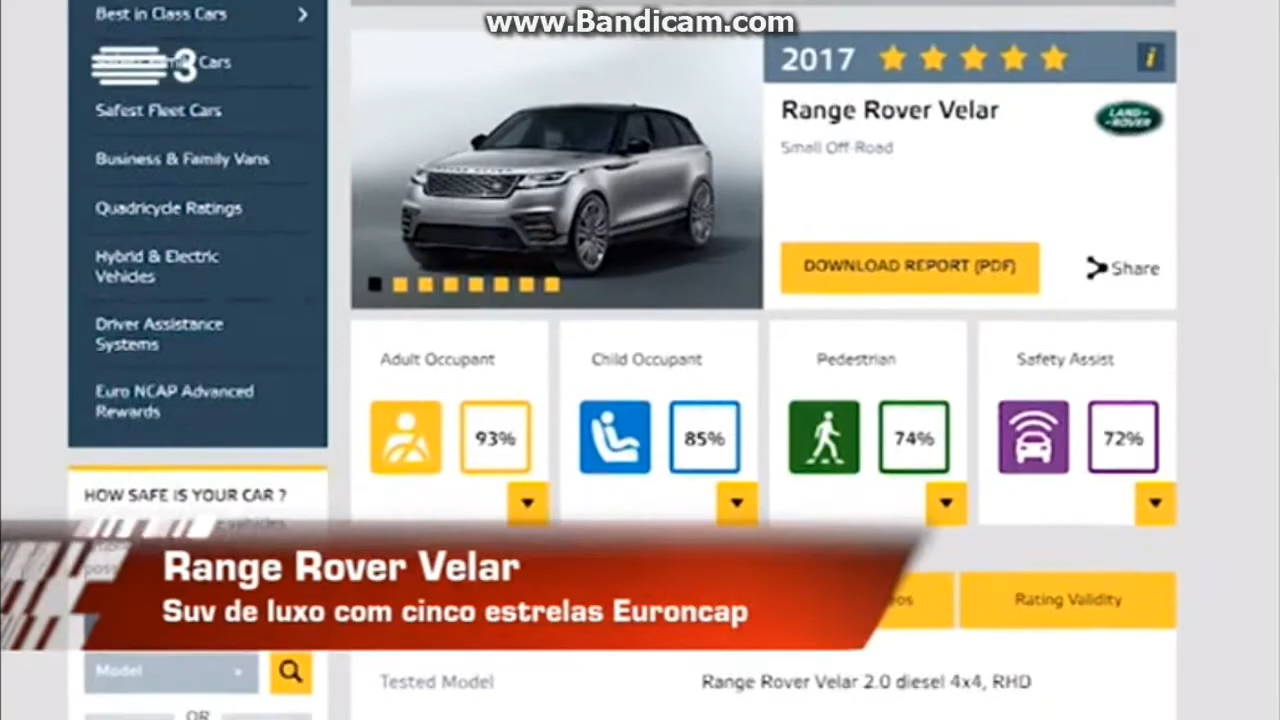 www.Bandicam.com
Best in Class Cars
3
Cars
Safest Fleet Cars
Business & Family Vans
Quadricycle Ratings
Hybrid & Electric
Vehicles
Driver Assistance
Systems
Euro NCAP Advanced
Rewards
HOW SAFE IS YOUR CAR ?
vehicles
Model
OR
2017
i
Range Rover Velar
LAND-
ROVER
Small Off-Road
DOWNLOAD REPORT (PDF)
Share
Adult Occupant
93%
Child Occupant
85%
Pedestrian
74%
Safety Assist
72%
Range Rover Velar
Suv de luxo com cinco estrelas Euroncap
Rating Validity
Tested Model
Range Rover Velar 2.0 diesel 4x4, RHD